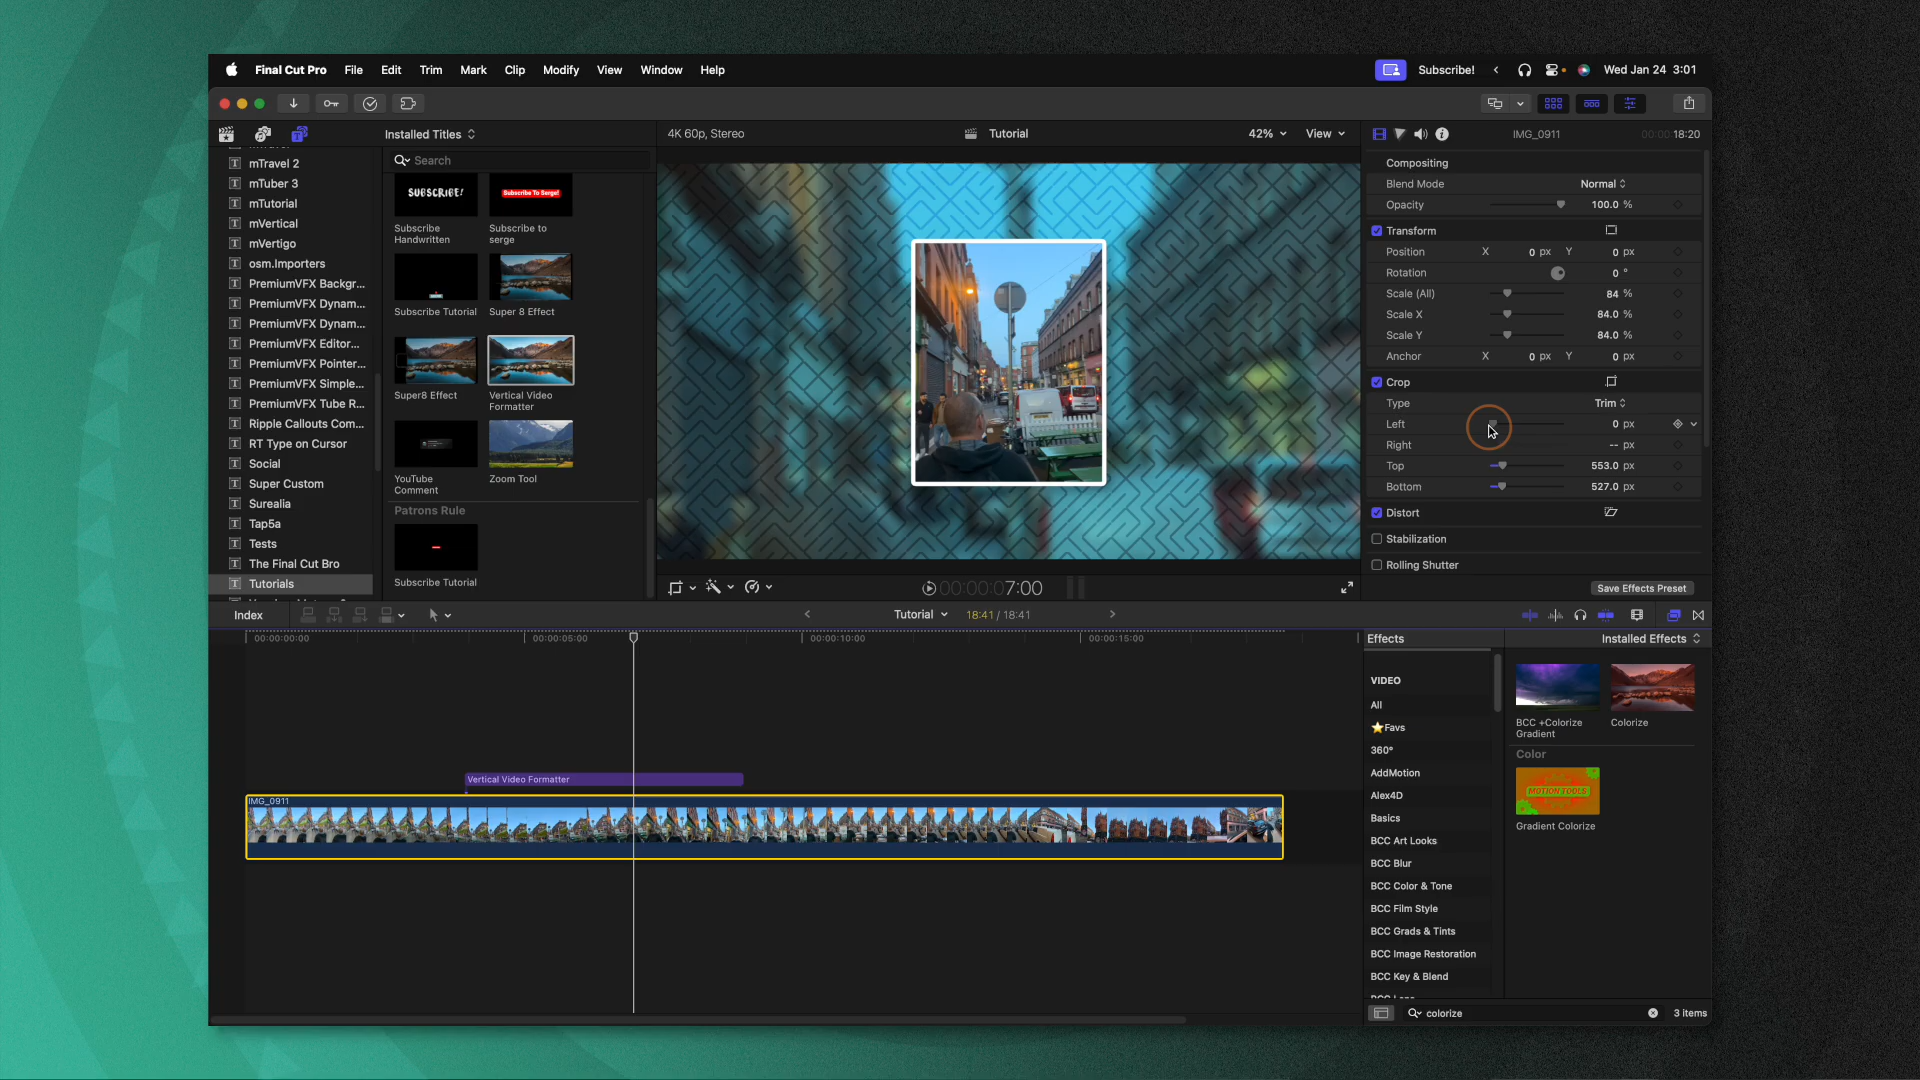 Final Cut Pro File Edit Trim Mark Clip Modify View Window Help
Subscribe! Wed Jan 24 3:01
Installed Titles
4K 60p, Stereo Tutorial 42% View
IMG_0911 00:00:18:20
mTravel 2
mTuber 3
mTutorial
mVertical
mVertigo
osm.Importers
PremiumVFX Backgr...
PremiumVFX Dynam...
PremiumVFX Dynam...
PremiumVFX Editor...
PremiumVFX Pointer...
PremiumVFX Simple...
PremiumVFX Tube R...
Ripple Callouts Com...
RT Type on Cursor
Social
Super Custom
Surealia
Tap5a
Tests
The Final Cut Bro
Tutorials
Search
SUBSCRIBE!
Subscribe To Serge!
Subscribe
Handwritten
Subscribe to
serge
Subscribe Tutorial
Super 8 Effect
Super8 Effect
Vertical Video
Formatter
YouTube
Comment
Zoom Tool
Patrons Rule
Subscribe Tutorial
Compositing
Blend Mode Normal
Opacity 100.0 %
Transform
Position X 0 px Y 0 px
Rotation 0 °
Scale (All) 84 %
Scale X 84.0 %
Scale Y 84.0 %
Anchor X 0 px Y 0 px
Crop
Type Trim
Left 0 px
Right -- px
Top 553.0 px
Bottom 527.0 px
Distort
Stabilization
Rolling Shutter
Save Effects Preset
00:00:07:00
Index
Tutorial 18:41 / 18:41
00:00:00:00 00:00:05:00 00:00:10:00 00:00:15:00
Vertical Video Formatter
IMG_0911
Effects Installed Effects
VIDEO
All
Favs
360°
AddMotion
Alex4D
Basics
BCC Art Looks
BCC Blur
BCC Color & Tone
BCC Film Style
BCC Grads & Tints
BCC Image Restoration
BCC Key & Blend
BCC +Colorize
Gradient
Colorize
Color
MOTION TOOLS
Gradient Colorize
colorize 3 items